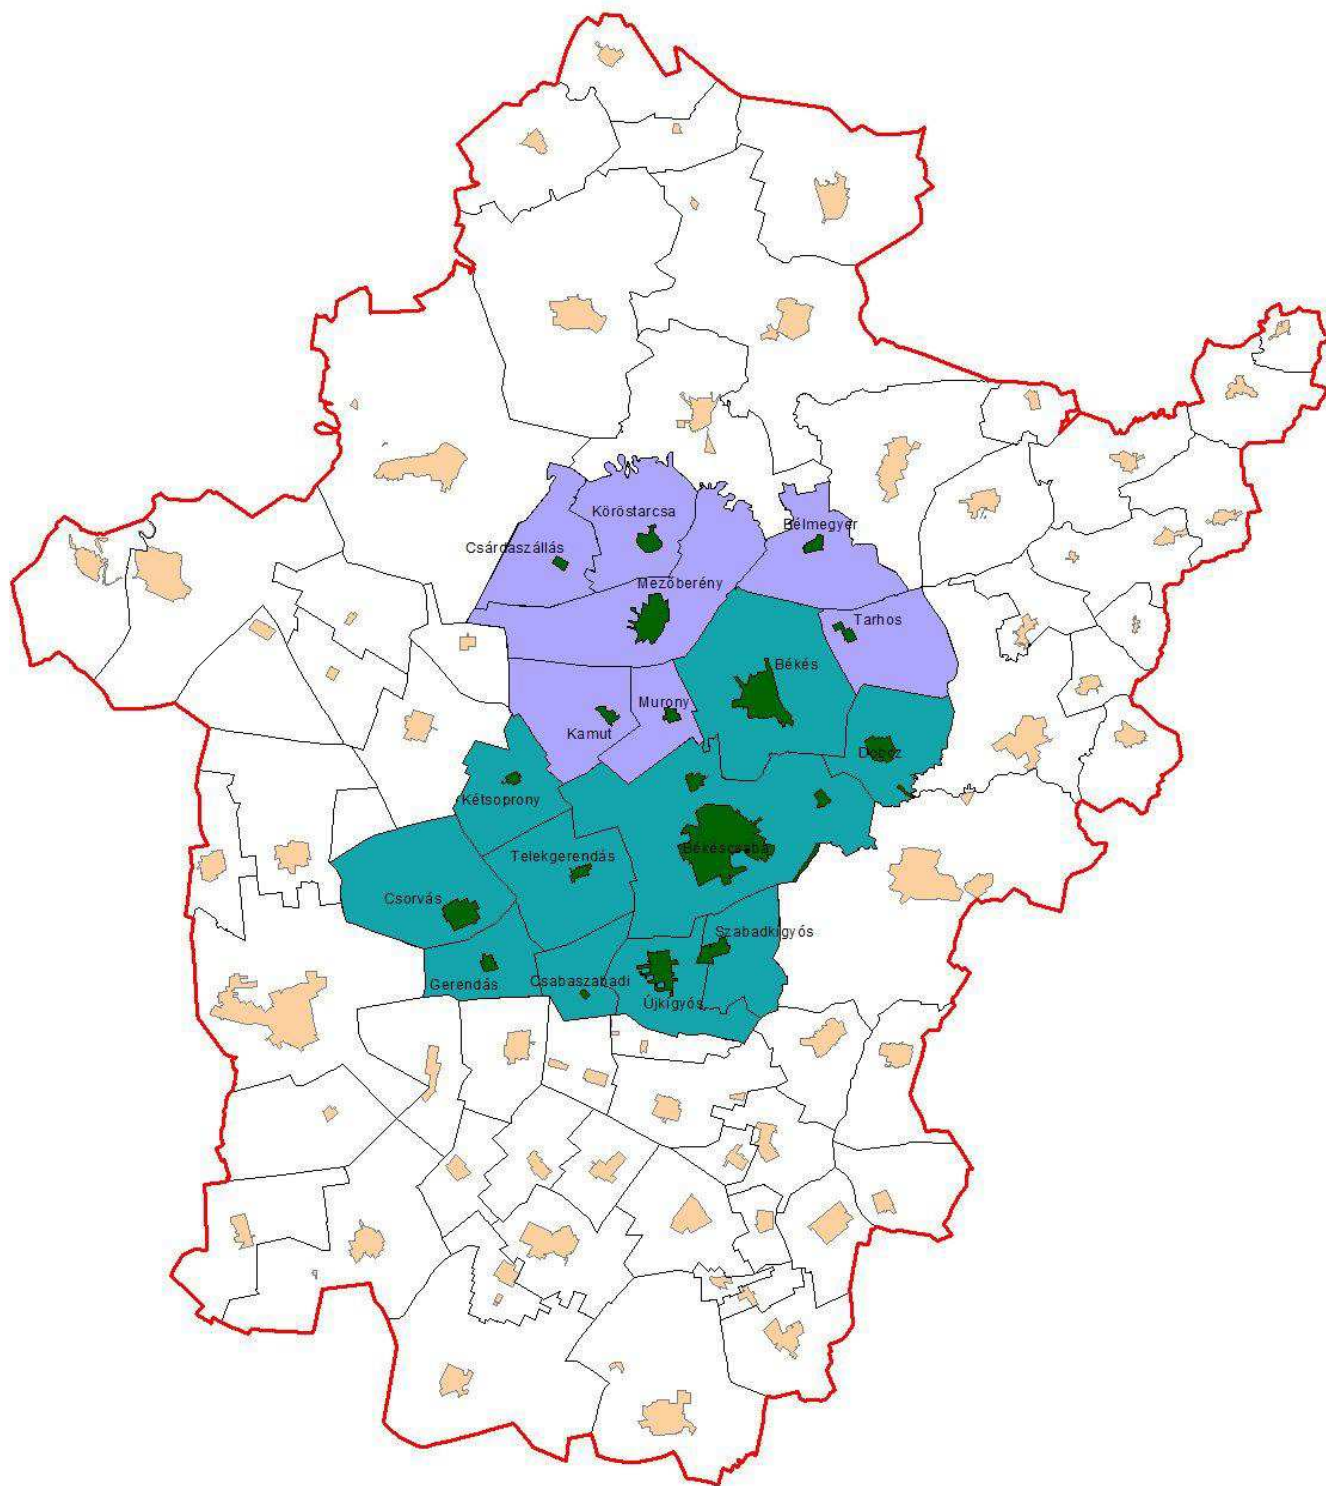 Köröstarcsa
Bélmegyer
Csárdaszállás
Mezőberény
Tarhos
Békés
Murony
Kamut
Doboz
Kétsoprony
Békéscsaba
Telekgerendás
Csorvás
Szabadkígyós
Csabaszabadi
Gerendás
Újkígyós